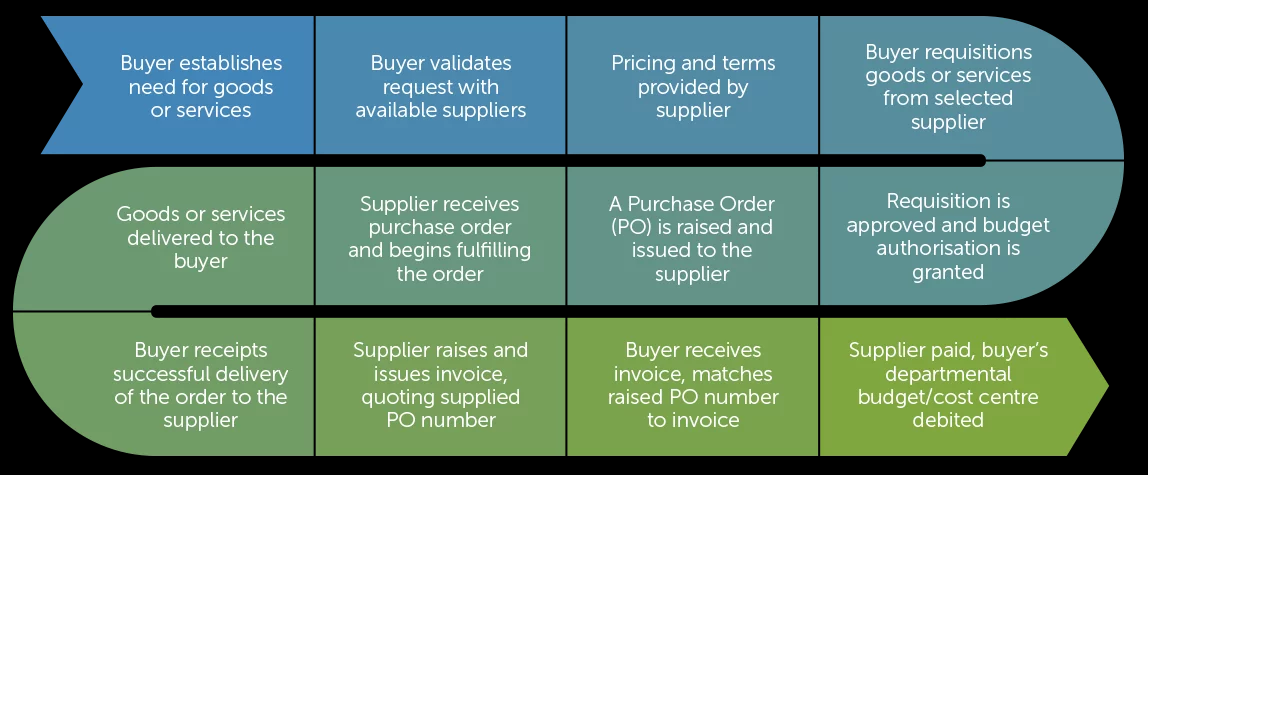 Buyer establishes
need for goods
or services
Buyer validates
request with
available suppliers
Pricing and terms
provided by
supplier
Buyer requisitions
goods or services
from selected
supplier
Requisition is
approved and budget
authorisation is
granted
A Purchase Order
(PO) is raised and
issued to the
supplier
Supplier receives
purchase order
and begins fulfilling
the order
Goods or services
delivered to the
buyer
Buyer receipts
successful delivery
of the order to the
supplier
Supplier raises and
issues invoice,
quoting supplied
PO number
Buyer receives
invoice, matches
raised PO number
to invoice
Supplier paid, buyer’s
departmental
budget/cost centre
debited